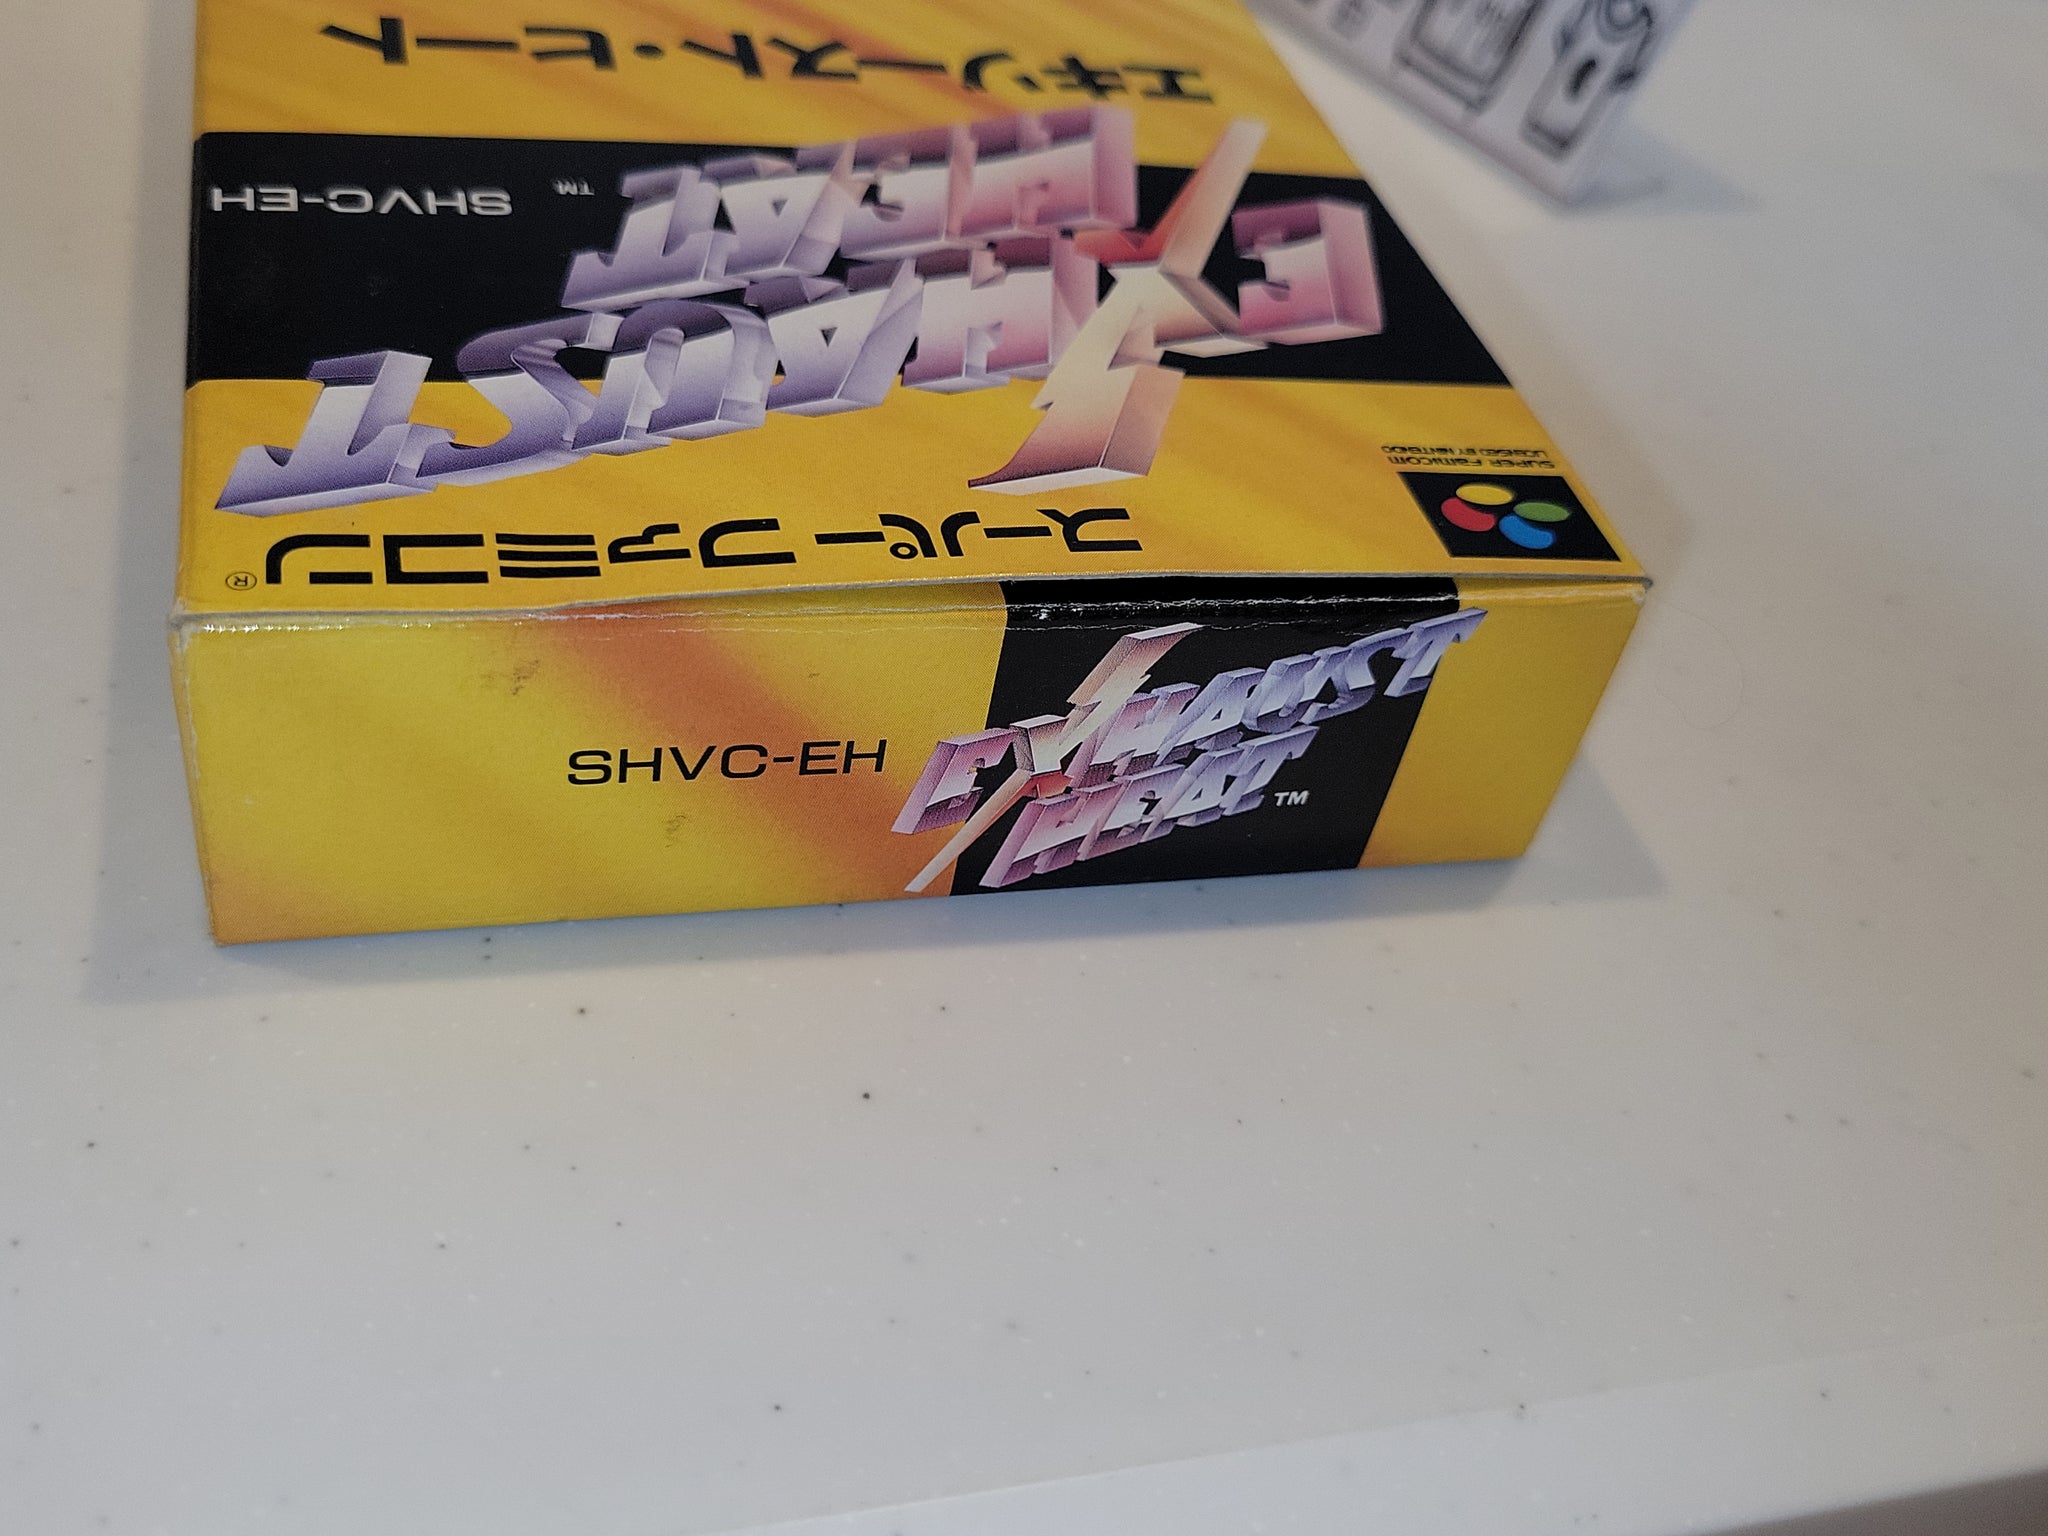 スーパーファミコン®
SUPER FAMICOM
LICENSED BY NINTENDO
EXHAUST
HEAT
™
SHVC-EH
エキゾースト・ヒート
SHVC-EH
EXHAUST
HEAT
™